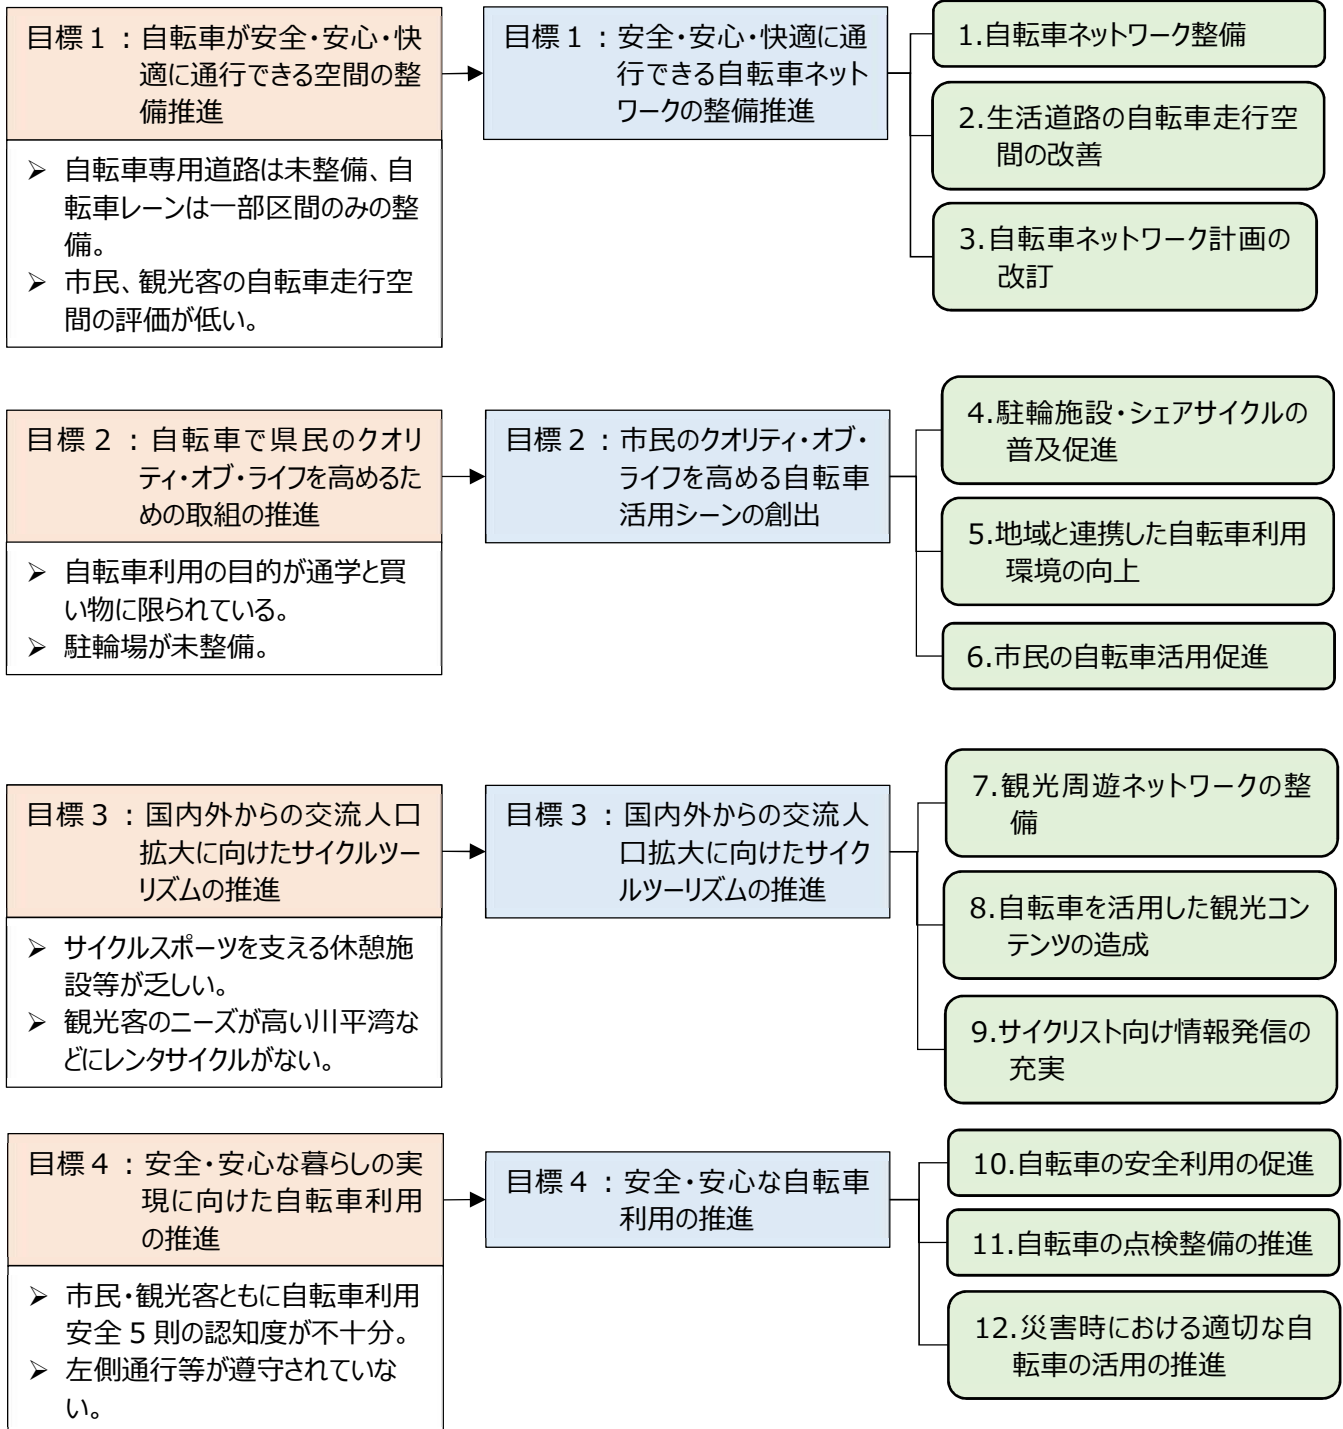 目標１：自転車が安全・安心・快
適に通行できる空間の整
備推進
➢ 自転車専用道路は未整備、自
転車レーンは一部区間のみの整
備。
➢ 市民、観光客の自転車走行空
間の評価が低い。
目標１：安全・安心・快適に通
行できる自転車ネット
ワークの整備推進
1.自転車ネットワーク整備
2.生活道路の自転車走行空
間の改善
3.自転車ネットワーク計画の
改訂
目標２：自転車で県民のクオリ
ティ・オブ・ライフを高めるた
めの取組の推進
➢ 自転車利用の目的が通学と買
い物に限られている。
➢ 駐輪場が未整備。
目標２：市民のクオリティ・オブ・
ライフを高める自転車
活用シーンの創出
4.駐輪施設・シェアサイクルの
普及促進
5.地域と連携した自転車利用
環境の向上
6.市民の自転車活用促進
目標３：国内外からの交流人口
拡大に向けたサイクルツー
リズムの推進
➢ サイクルスポーツを支える休憩施
設等が乏しい。
➢ 観光客のニーズが高い川平湾な
どにレンタサイクルがない。
目標３：国内外からの交流人
口拡大に向けたサイク
ルツーリズムの推進
7.観光周遊ネットワークの整
備
8.自転車を活用した観光コン
テンツの造成
9.サイクリスト向け情報発信の
充実
目標４：安全・安心な暮らしの実
現に向けた自転車利用
の推進
➢ 市民・観光客ともに自転車利用
安全５則の認知度が不十分。
➢ 左側通行等が遵守されていな
い。
目標４：安全・安心な自転車
利用の推進
10.自転車の安全利用の促進
11.自転車の点検整備の推進
12.災害時における適切な自
転車の活用の推進